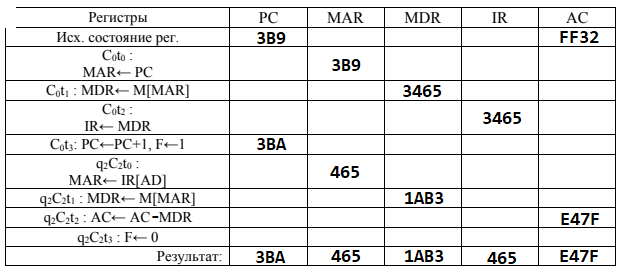 Регистры PC MAR MDR IR AC
Исх. состояние рег. 3B9 FF32
C₀t₀ :
MAR← PC 3B9
C₀t₁ : MDR← M[MAR] 3465
C₀t₂ :
IR← MDR 3465
C₀t₃: PC←PC+1, F←1 3BA
q₂C₂t₀ :
MAR← IR[AD] 465
q₂C₂t₁ : MDR← M[MAR] 1AB3
q₂C₂t₂ : AC← AC-MDR E47F
q₂C₂t₃ : F← 0
Результат: 3BA 465 1AB3 465 E47F